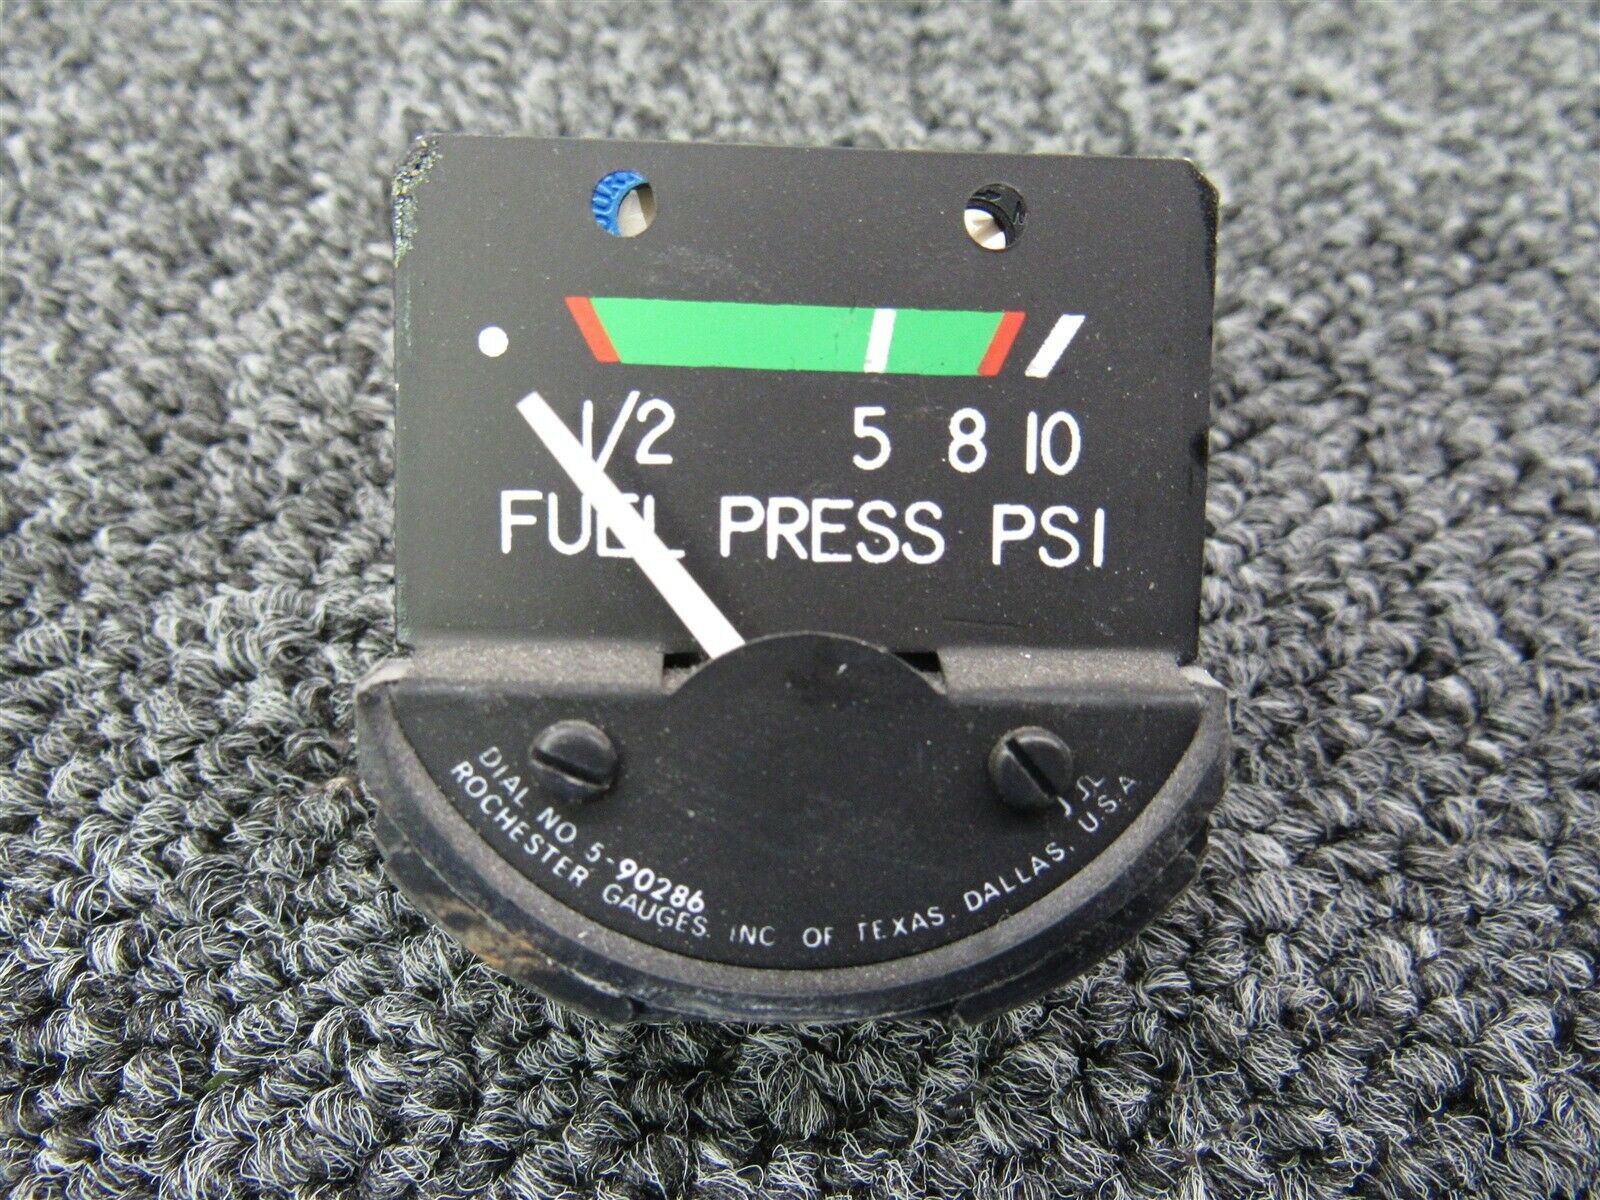 1/2 5 8 10
FUEL PRESS PSI
DIAL NO 5-90286
ROCHESTER GAUGES, INC OF TEXAS, DALLAS, U.S.A